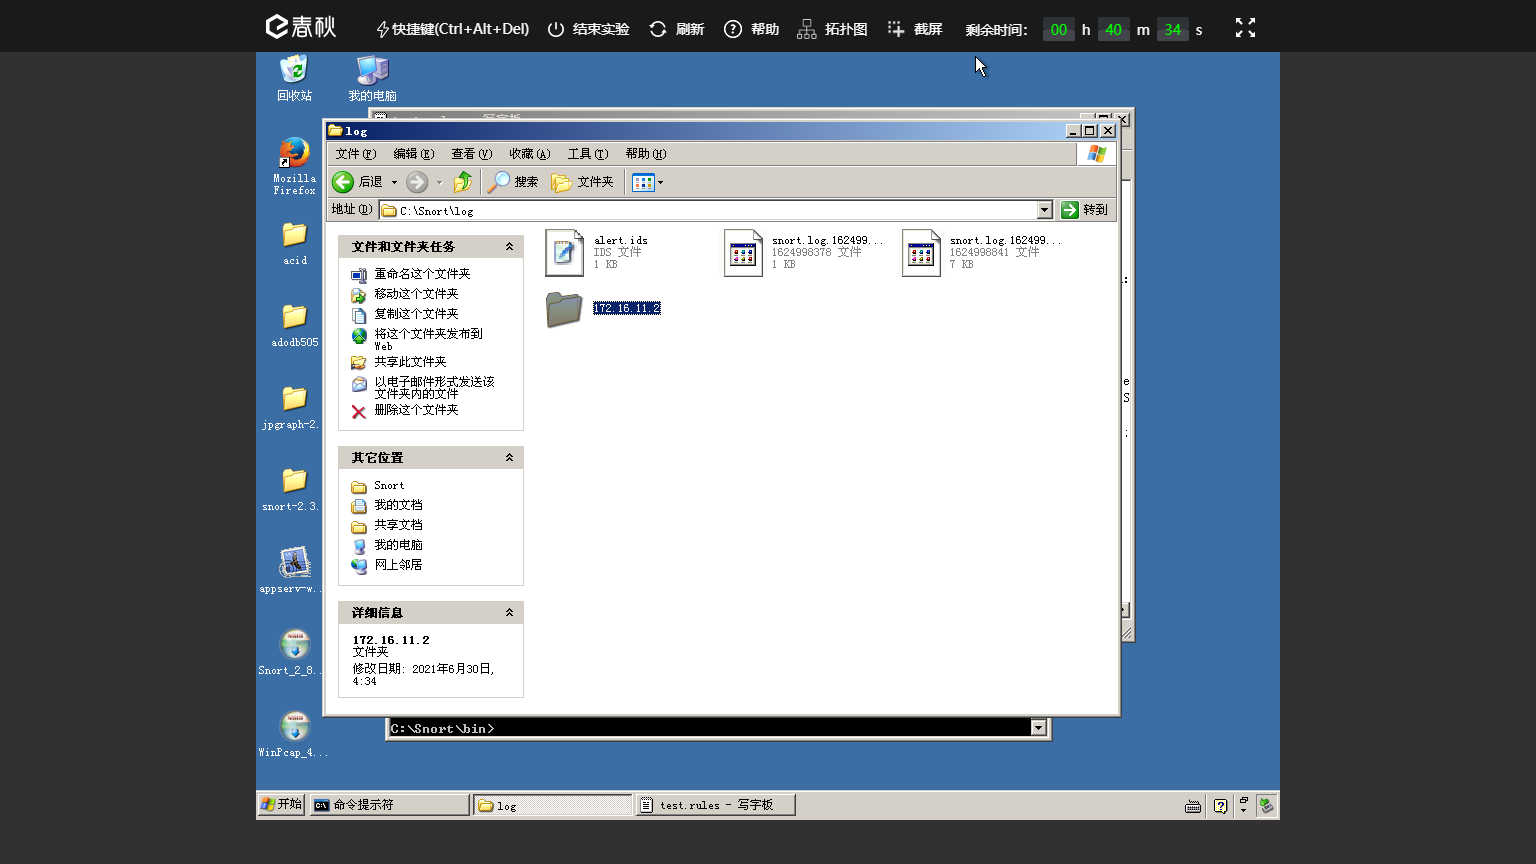 春秋
快捷键(Ctrl+Alt+Del)
结束实验
刷新
帮助
拓扑图
截屏
剩余时间：
00 h 40 m 34 s
回收站
我的电脑
Mozilla
Firefox
acid
adodb505
jpgraph-2.
snort-2.3.
appserv-w..
Snort_2_8..
WinPcap_4...
log
文件(F) 编辑(E) 查看(V) 收藏(A) 工具(T) 帮助(H)
后退
搜索
文件夹
地址(D)
C:\Snort\log
转到
文件和文件夹任务
重命名这个文件夹
移动这个文件夹
复制这个文件夹
将这个文件夹发布到
Web
共享此文件夹
以电子邮件形式发送该
文件夹内的文件
删除这个文件夹
其它位置
Snort
我的文档
共享文档
我的电脑
网上邻居
详细信息
172.16.11.2
文件夹
修改日期: 2021年6月30日,
4:34
alert.ids
IDS 文件
1 KB
snort.log.162499...
1624998378 文件
1 KB
snort.log.162499...
1624998841 文件
7 KB
172.16.11.2
:
e
S
;
C:\Snort\bin>
开始
命令提示符
log
test.rules - 写字板